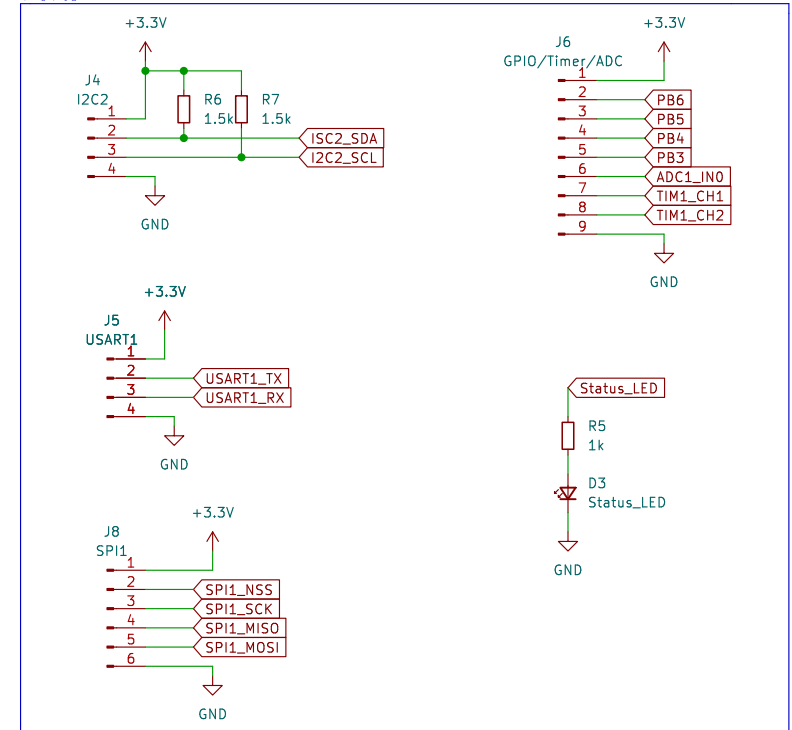 +3.3V
J4
I2C2
1
2
3
4
R6
1.5k
R7
1.5k
ISC2_SDA
I2C2_SCL
GND
+3.3V
J6
GPIO/Timer/ADC
1
2
3
4
5
6
7
8
9
PB6
PB5
PB4
PB3
ADC1_IN0
TIM1_CH1
TIM1_CH2
GND
+3.3V
J5
USART1
1
2
3
4
USART1_TX
USART1_RX
GND
Status_LED
R5
1k
D3
Status_LED
GND
+3.3V
J8
SPI1
1
2
3
4
5
6
SPI1_NSS
SPI1_SCK
SPI1_MISO
SPI1_MOSI
GND